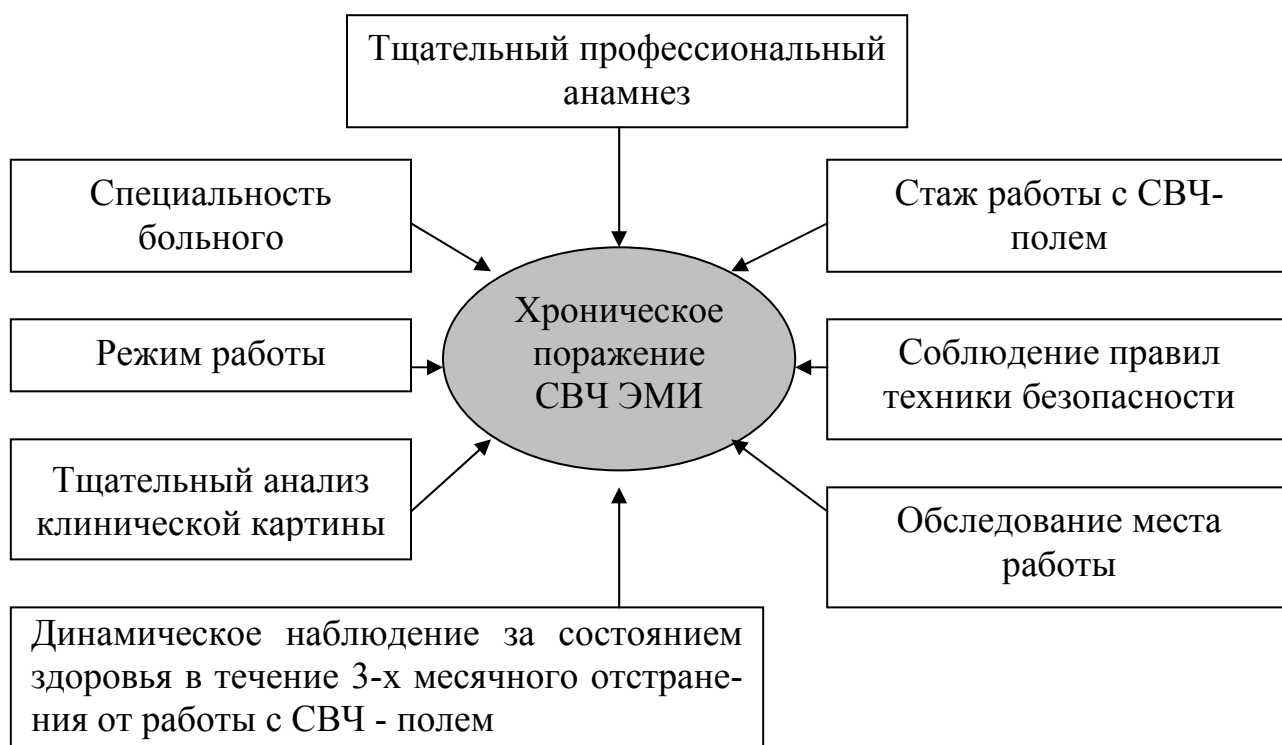 Тщательный профессиональный
анамнез
Специальность
больного
Стаж работы с СВЧ-
полем
Хроническое
поражение
СВЧ ЭМИ
Режим работы
Соблюдение правил
техники безопасности
Тщательный анализ
клинической картины
Обследование места
работы
Динамическое наблюдение за состоянием
здоровья в течение 3-х месячного отстране-
ния от работы с СВЧ - полем